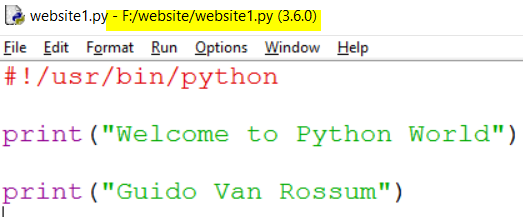 website1.py - F:/website/website1.py (3.6.0)
File Edit Format Run Options Window Help
#!/usr/bin/python
print("Welcome to Python World")
print("Guido Van Rossum")